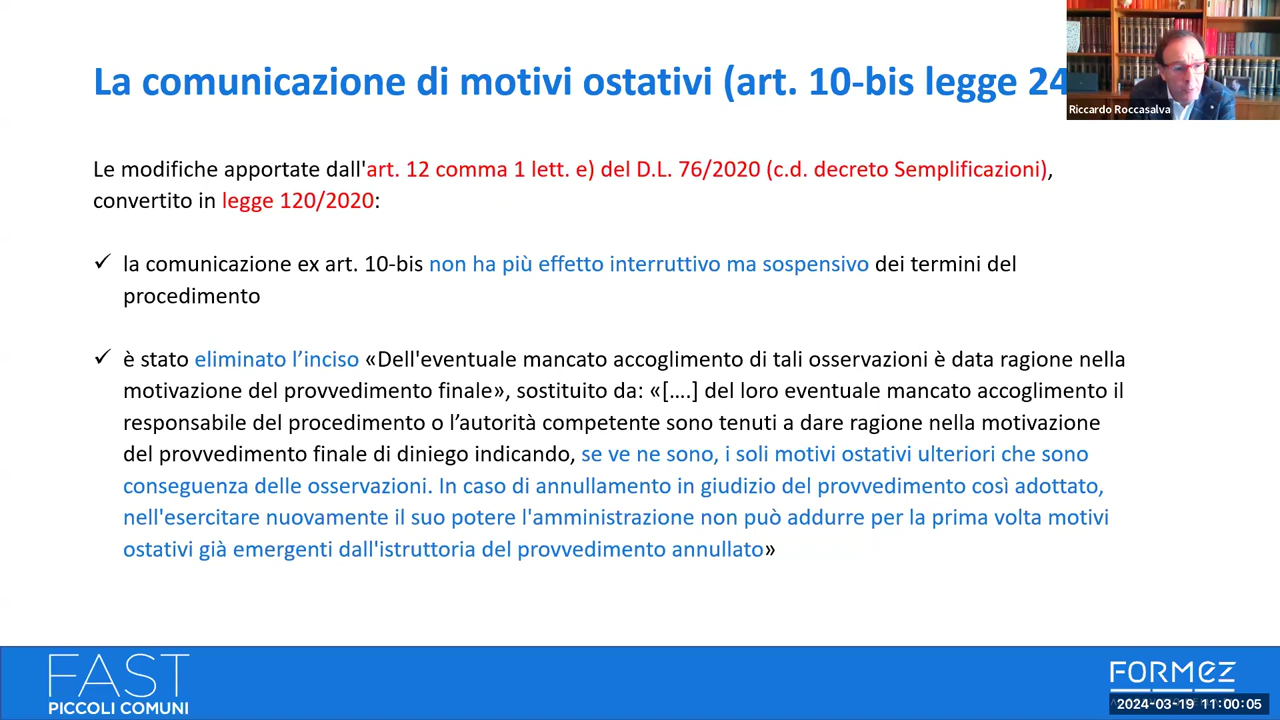 La comunicazione di motivi ostativi (art. 10-bis legge 24
Riccardo Roccasalva
Le modifiche apportate dall'art. 12 comma 1 lett. e) del D.L. 76/2020 (c.d. decreto Semplificazioni),
convertito in legge 120/2020:
✓ la comunicazione ex art. 10-bis non ha più effetto interruttivo ma sospensivo dei termini del
procedimento
✓ è stato eliminato l’inciso «Dell'eventuale mancato accoglimento di tali osservazioni è data ragione nella
motivazione del provvedimento finale», sostituito da: «[….] del loro eventuale mancato accoglimento il
responsabile del procedimento o l’autorità competente sono tenuti a dare ragione nella motivazione
del provvedimento finale di diniego indicando, se ve ne sono, i soli motivi ostativi ulteriori che sono
conseguenza delle osservazioni. In caso di annullamento in giudizio del provvedimento così adottato,
nell'esercitare nuovamente il suo potere l'amministrazione non può addurre per la prima volta motivi
ostativi già emergenti dall'istruttoria del provvedimento annullato»
FAST
PICCOLI COMUNI
FORMEZ
2024-03-19 11:00:05